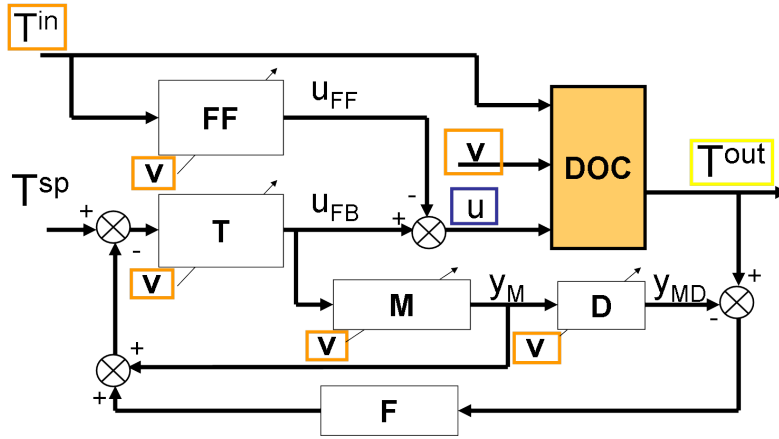 T^in
FF
u_FF
v
v
DOC
T^out
T^sp
+
-
T
v
u_FB
-
+
u
M
v
y_M
D
v
y_MD
+
-
+
+
F